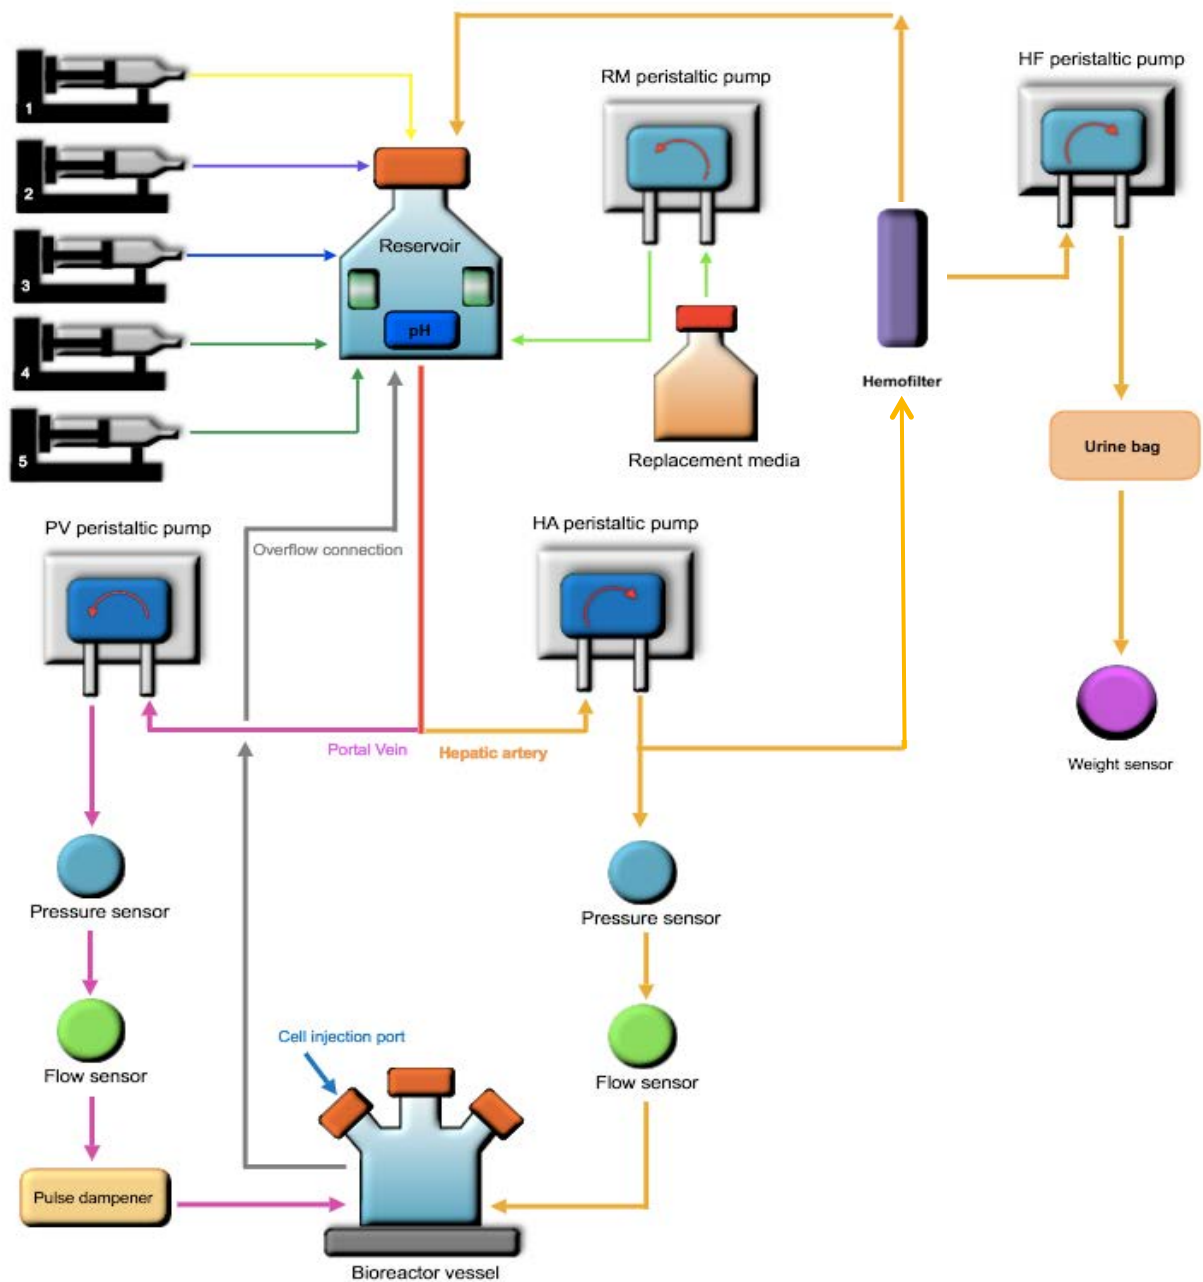 HF peristaltic pump
RM peristaltic pump
1
2
3
4
5
Reservoir
pH
Hemofilter
Replacement media
Urine bag
PV peristaltic pump
HA peristaltic pump
Overflow connection
Portal Vein
Hepatic artery
Weight sensor
Pressure sensor
Pressure sensor
Cell injection port
Flow sensor
Flow sensor
Pulse dampener
Bioreactor vessel